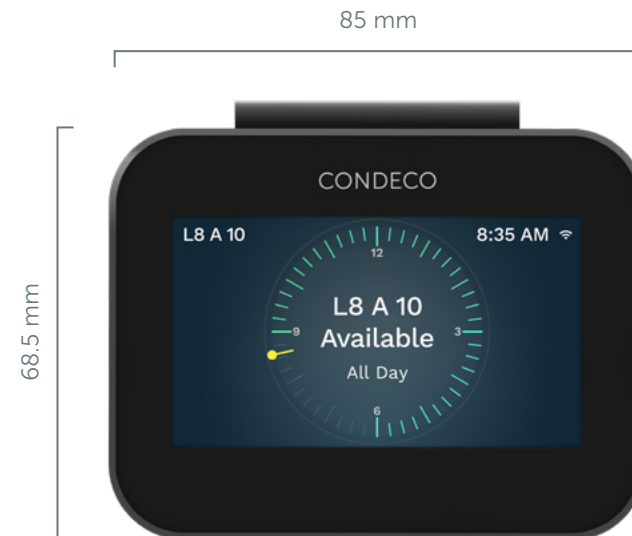 85 mm
68.5 mm
CONDECO
L8 A 10
8:35 AM
12
L8 A 10
Available
All Day
9
3
6